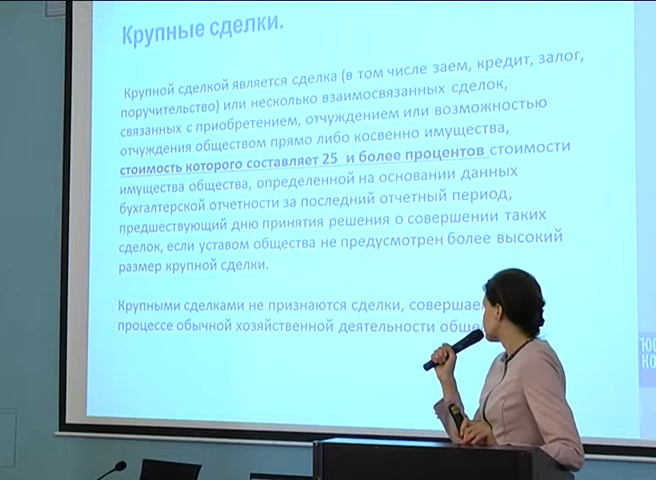 Крупные сделки.
Крупной сделкой является сделка (в том числе заем, кредит, залог,
поручительство) или несколько взаимосвязанных сделок,
связанных с приобретением, отчуждением или возможностью
отчуждения обществом прямо либо косвенно имущества,
стоимость которого составляет 25 и более процентов стоимости
имущества общества, определенной на основании данных
бухгалтерской отчетности за последний отчетный период,
предшествующий дню принятия решения о совершении таких
сделок, если уставом общества не предусмотрен более высокий
размер крупной сделки.
Крупными сделками не признаются сделки,
процессе обычной хозяйственной деятельности